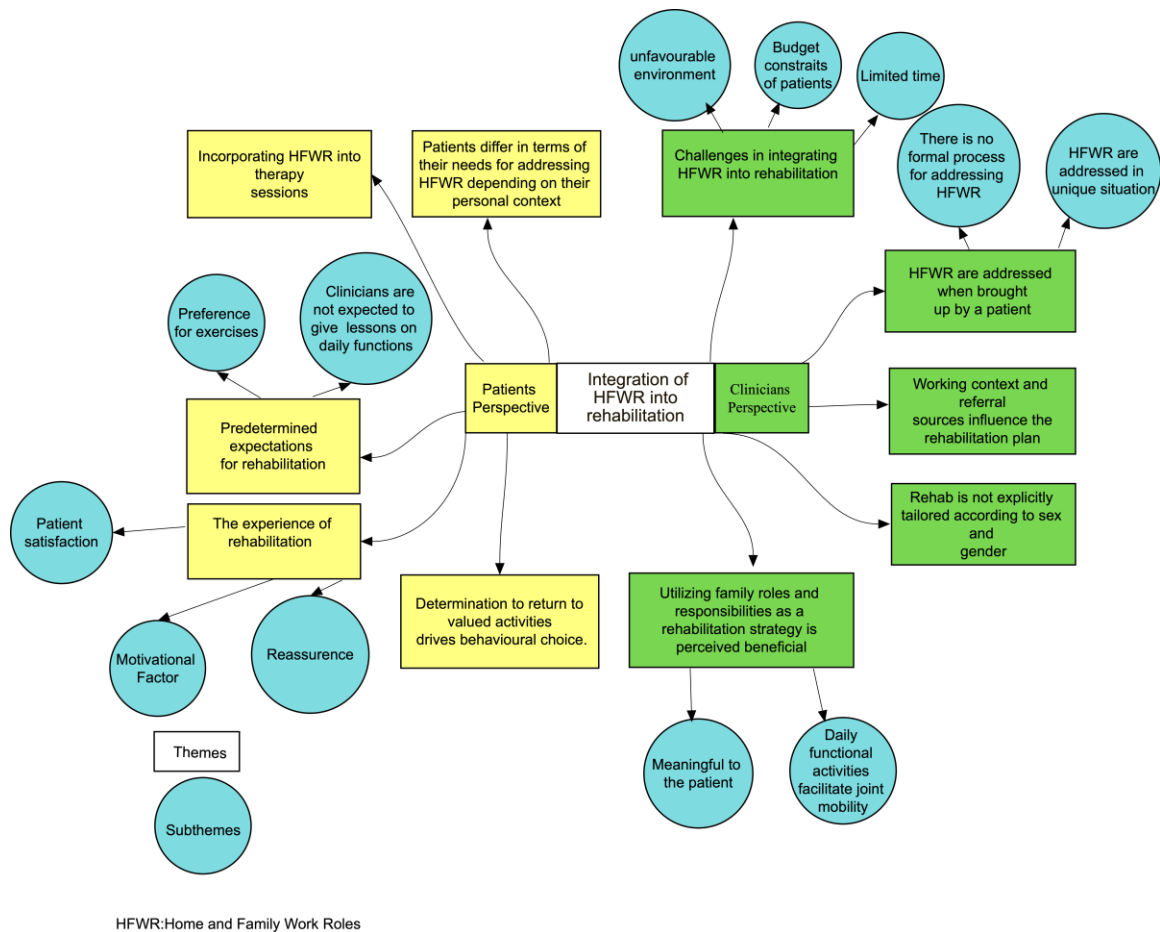 unfavourable
environment
Budget
constraits
of patients
Limited time
Incorporating HFWR into
therapy
sessions
Patients differ in terms of
their needs for addressing
HFWR depending on their
personal context
Challenges in integrating
HFWR into rehabilitation
There is no
formal process
for addressing
HFWR
HFWR are
addressed in
unique situation
HFWR are addressed
when brought
up by a patient
Preference
for exercises
Clinicians are
not expected to
give lessons on
daily functions
Patients
Perspective
Integration of
HFWR into
rehabilitation
Clinicians
Perspective
Working context and
referral
sources influence the
rehabilitation plan
Predetermined
expectations
for rehabilitation
Rehab is not explicitly
tailored according to sex
and
gender
Patient
satisfaction
The experience of
rehabilitation
Determination to return to
valued activities
drives behavioural choice.
Utilizing family roles and
responsibilities as a
rehabilitation strategy is
perceived beneficial
Motivational
Factor
Reassurence
Meaningful to
the patient
Daily
functional
activities
facilitate joint
mobility
Themes
Subthemes
HFWR:Home and Family Work Roles